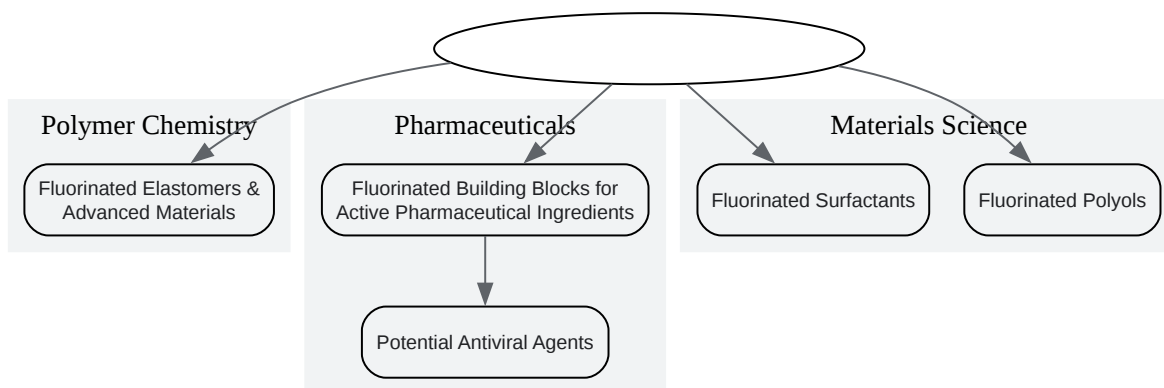 Polymer Chemistry
Pharmaceuticals
Materials Science
Fluorinated Elastomers &
Advanced Materials
Fluorinated Building Blocks for
Active Pharmaceutical Ingredients
Fluorinated Surfactants
Fluorinated Polyols
Potential Antiviral Agents